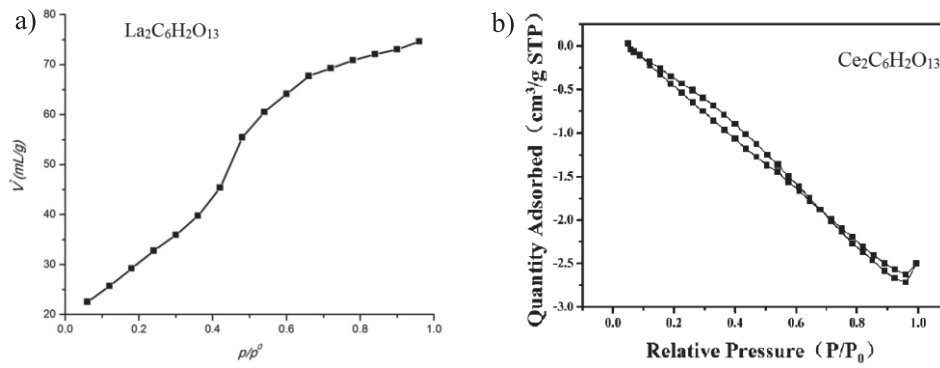 a)
La₂C₆H₂O₁₃
80
70
60
50
40
30
20
V (mL/g)
0.0 0.2 0.4 0.6 0.8 1.0
p/p⁰
b)
Ce₂C₆H₂O₁₃
0.0
-0.5
-1.0
-1.5
-2.0
-2.5
-3.0
Quantity Adsorbed (cm³/g STP)
0.0 0.2 0.4 0.6 0.8 1.0
Relative Pressure (P/P₀)